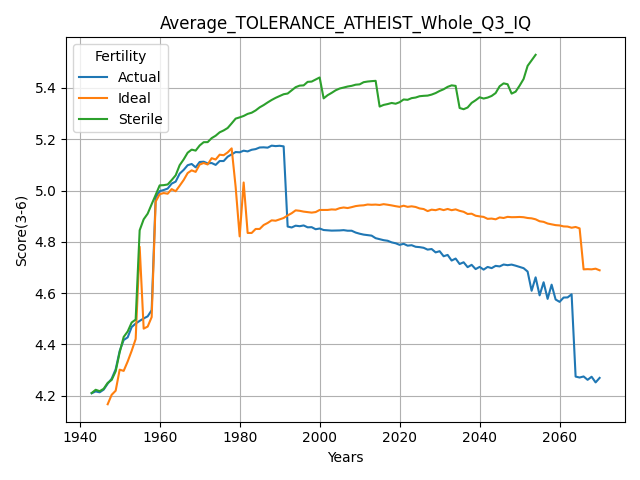 Average_TOLERANCE_ATHEIST_Whole_Q3_IQ
Fertility
Actual
Ideal
Sterile
Score(3-6)
5.4
5.2
5.0
4.8
4.6
4.4
4.2
1940 1960 1980 2000 2020 2040 2060
Years